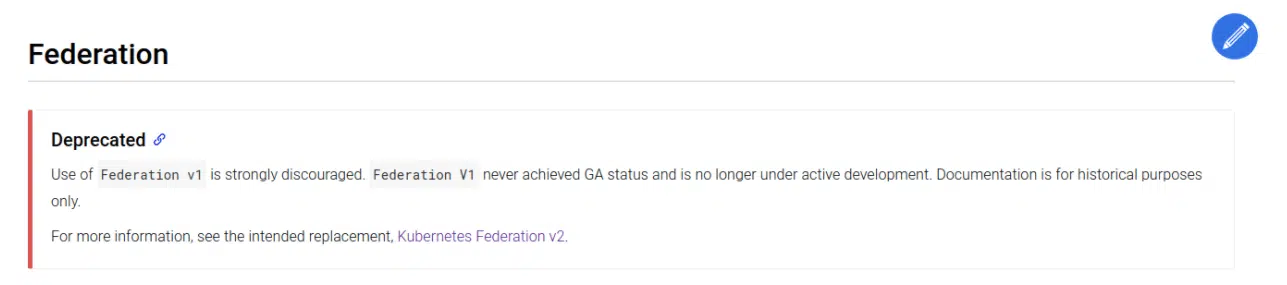 Federation
Deprecated
Use of Federation v1 is strongly discouraged. Federation V1 never achieved GA status and is no longer under active development. Documentation is for historical purposes
only.
For more information, see the intended replacement, Kubernetes Federation v2.